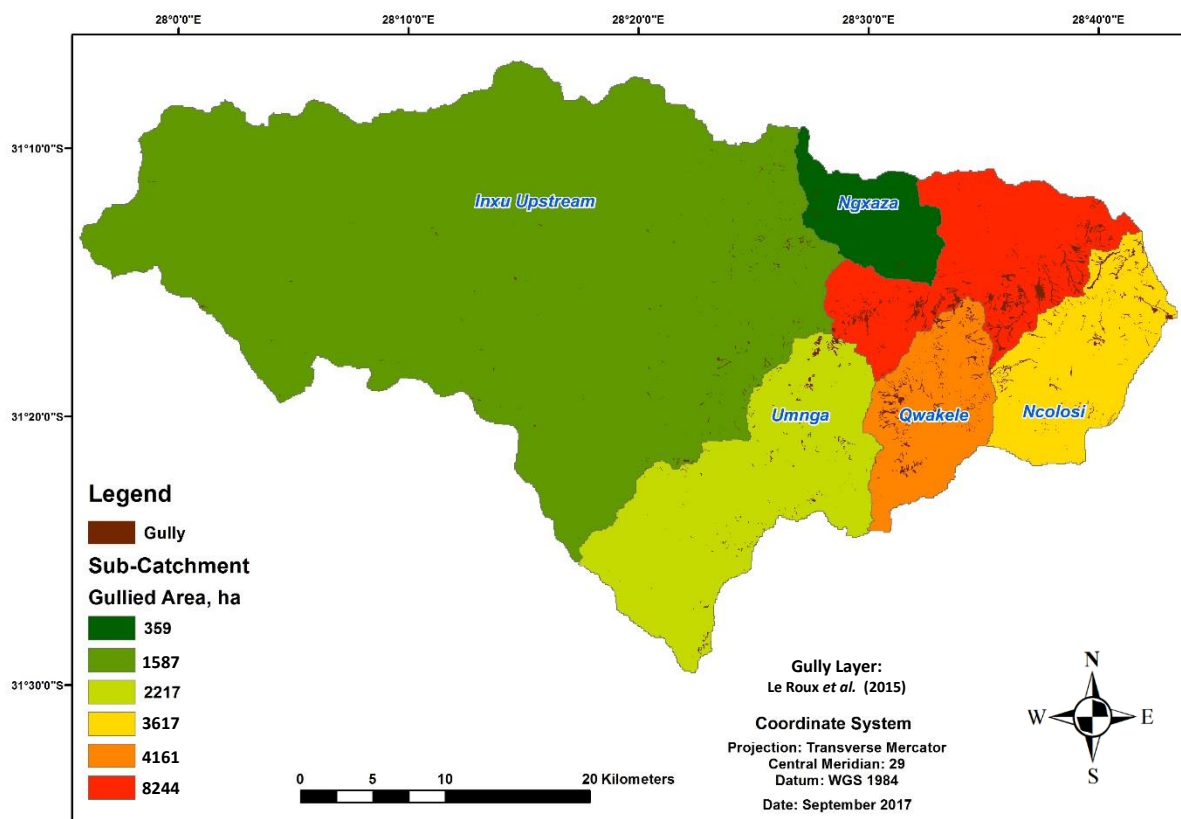 28°0'0"E
28°10'0"E
28°20'0"E
28°30'0"E
28°40'0"E
31°10'0"S
31°20'0"S
31°30'0"S
Inxu Upstream
Ngxaza
Umnga
Qwakele
Ncolosi
Legend
Gully
Sub-Catchment
Gullied Area, ha
359
1587
2217
3617
4161
8244
0 5 10 20 Kilometers
Gully Layer:
Le Roux et al. (2015)
Coordinate System
Projection: Transverse Mercator
Central Meridian: 29
Datum: WGS 1984
Date: September 2017
N
W
E
S